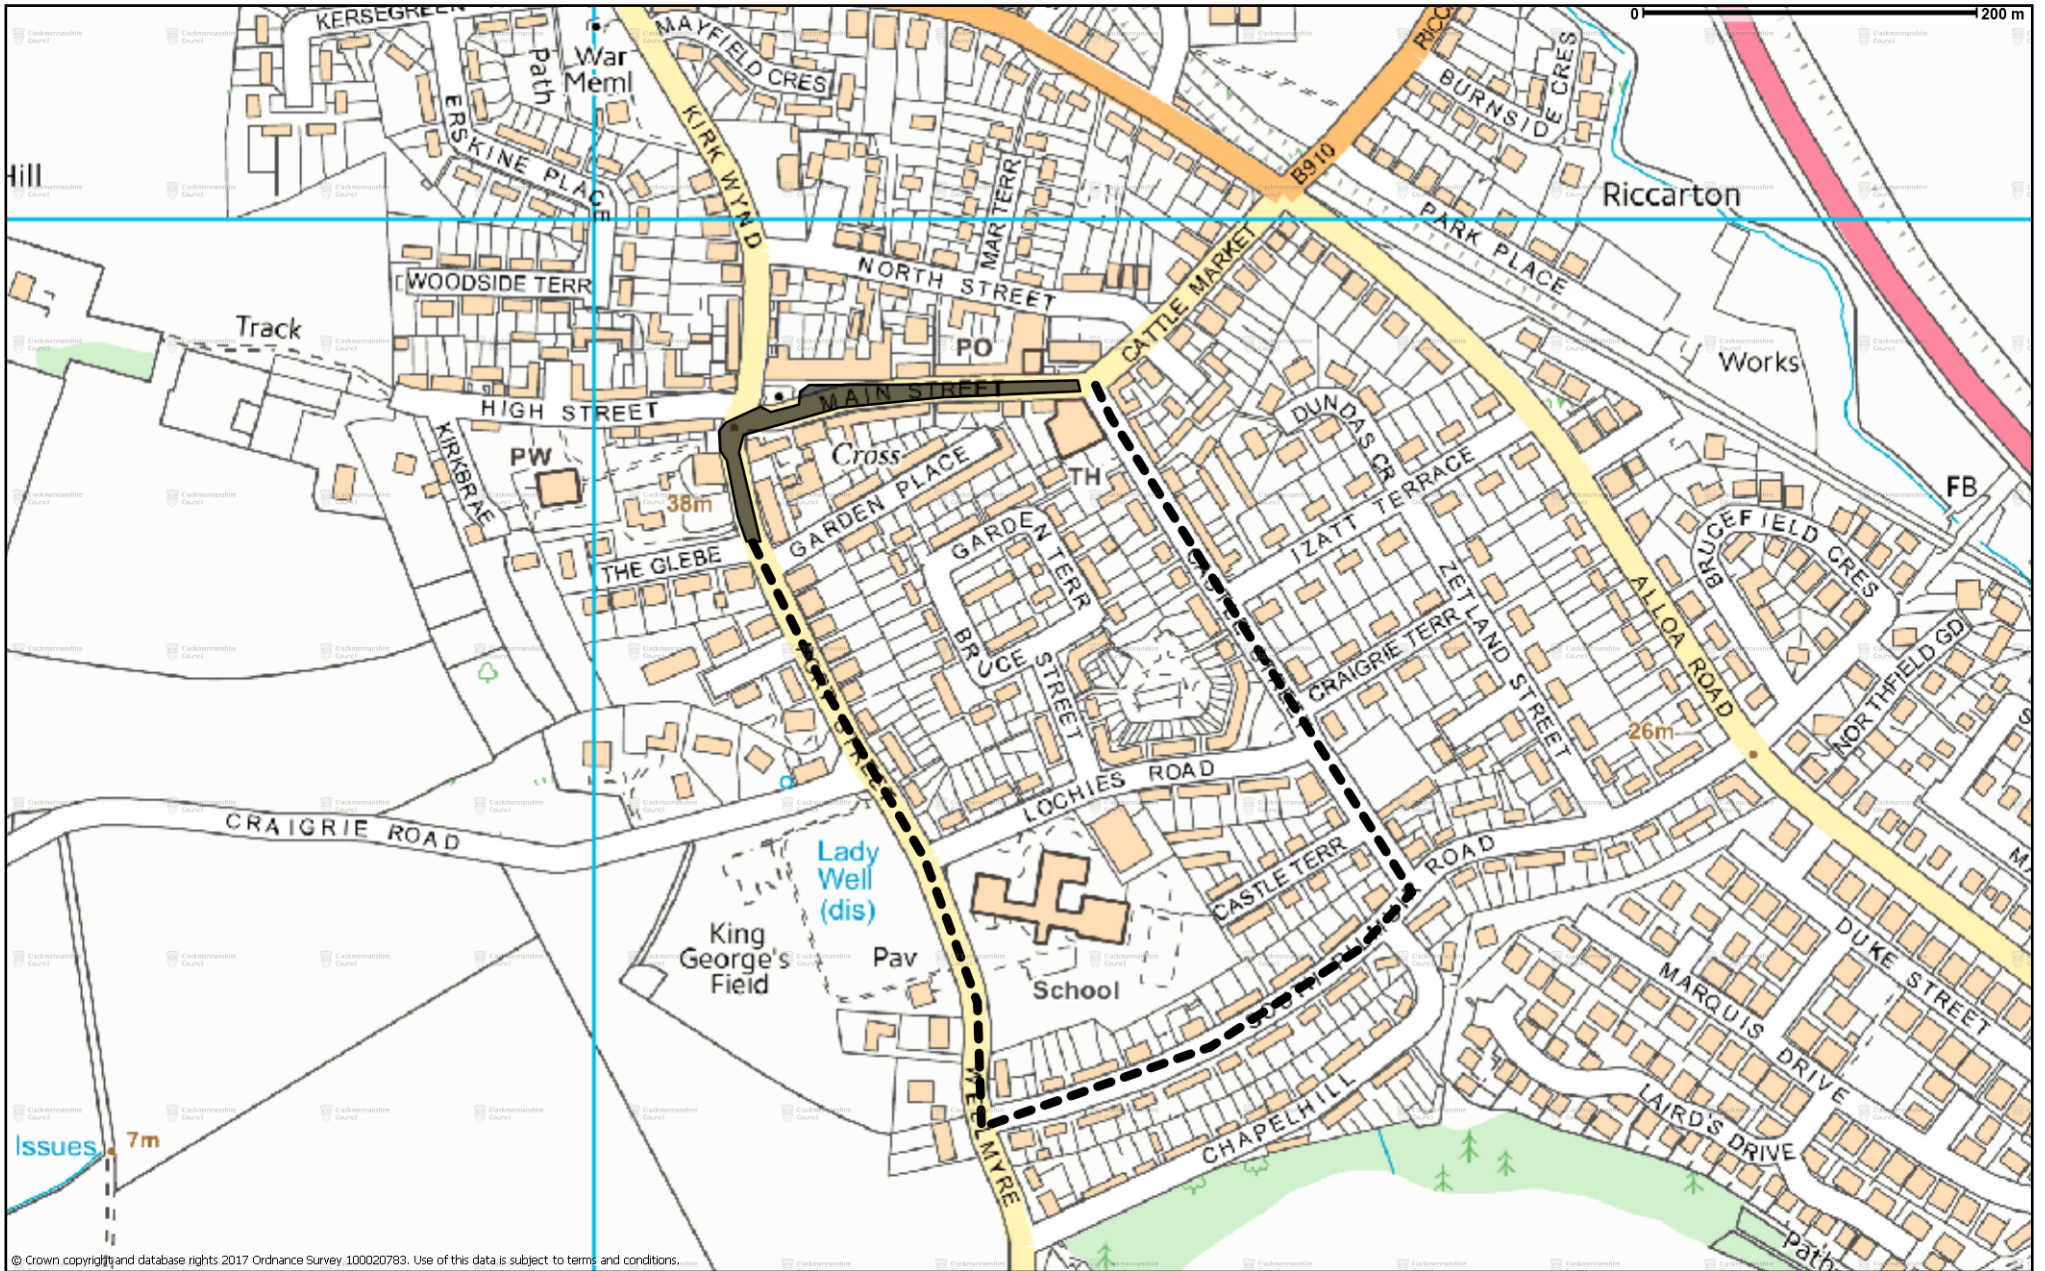 KERSEGREEN
MAYFIELD CRES
0 200 m
RICC
BURNSIDE CRES
Path
War
Meml
ERSKINE PLACE
KIRK WYND
B910
Hill
Riccarton
MAR TERR
PARK PLACE
CATTLE MARKET
WOODSIDE TERR
NORTH STREET
Track
PO
Works
HIGH STREET
MAIN STREET
DUNDAS CR
KIRKBRAE
PW
Cross
TH
38m
GARDEN PLACE
IZATT TERRACE
FB
THE GLEBE
GARDEN TERR
BRUCEFIELD CRES
ALLOA ROAD
ZETLAND STREET
CRAIGRIE TERR
BRUCE STREET
NORTHFIELD GD
26m
LOCHIES ROAD
CRAIGRIE ROAD
Lady
Well
(dis)
CASTLE TERR
ROAD
King
George's
Field
Pav
School
DUKE STREET
MARQUIS DRIVE
WELLMYRE
CHAPELHILL
LAIRD'S DRIVE
Issues
7m
Path
© Crown copyright and database rights 2017 Ordnance Survey 100020783. Use of this data is subject to terms and conditions.
Clackmannanshire
Council